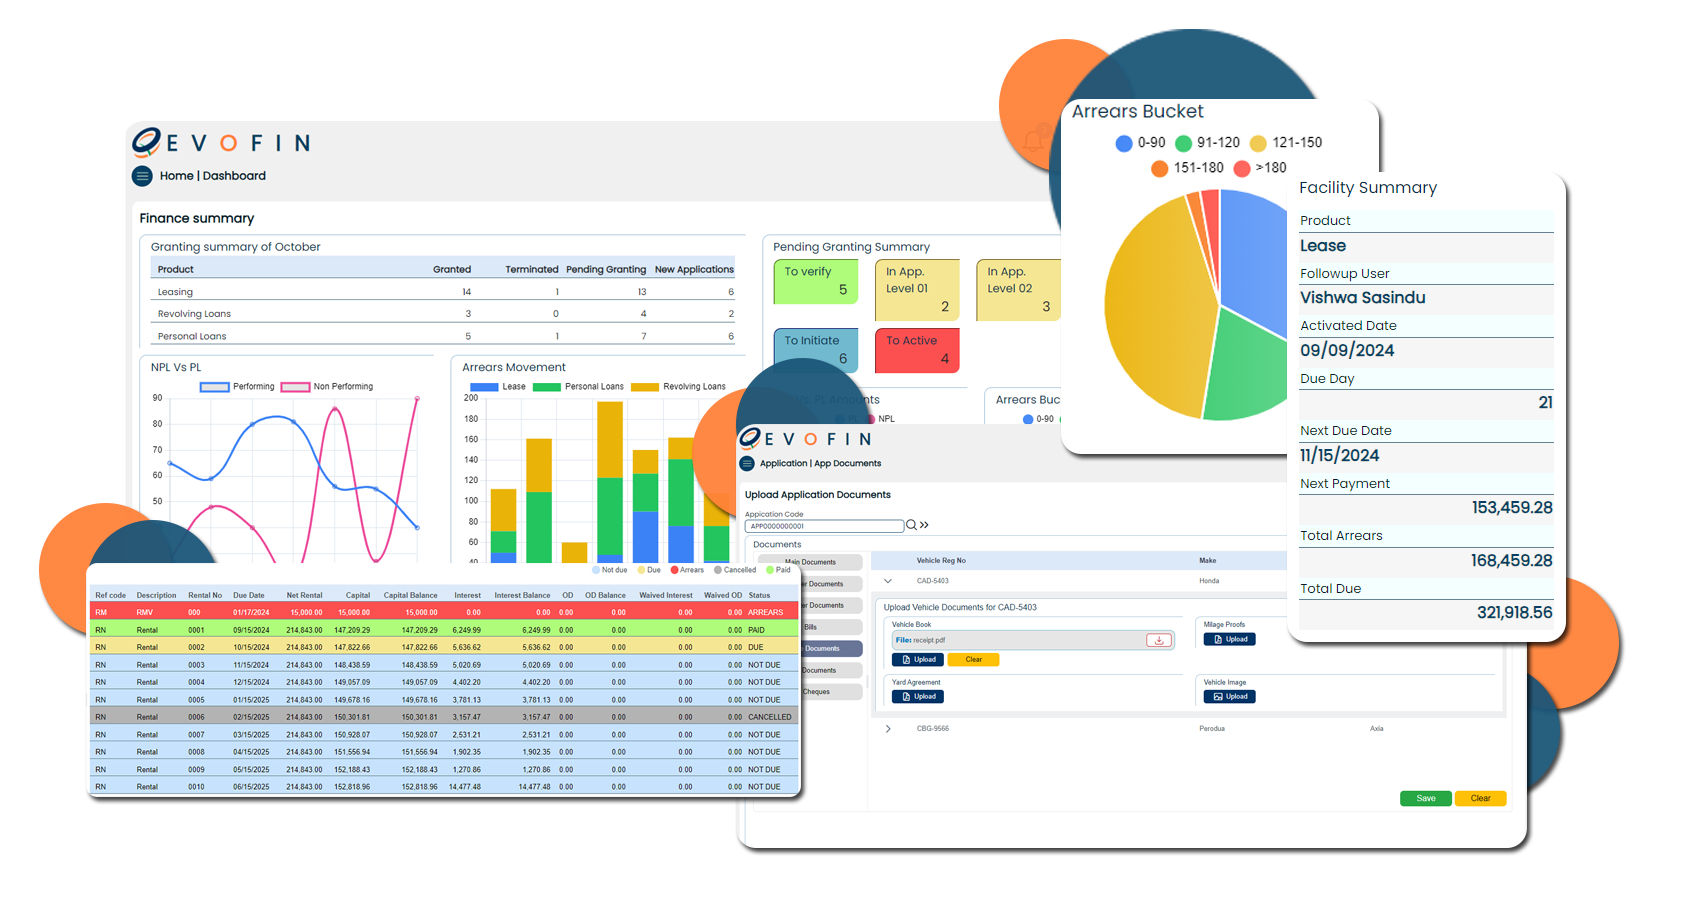 EVOFIN
Home | Dashboard
Finance summary
Granting summary of October
Product Granted Terminated Pending Granting New Applications
Leasing 14 1 13 6
Revolving Loans 3 0 4 2
Personal Loans 5 1 7 6
Pending Granting Summary
To verify
5
In App.
Level 01
2
In App.
Level 02
3
To Initiate
6
To Active
4
NPL Vs PL
Performing Non Performing
90
80
70
60
50
Arrears Movement
Lease Personal Loans Revolving Loans
200
180
160
140
120
100
80
60
40
PL Amounts
NPL
Arrears Buc
0-90
Arrears Bucket
0-90 91-120 121-150
151-180 >180
Facility Summary
Product
Lease
Followup User
Vishwa Sasindu
Activated Date
09/09/2024
Due Day
21
Next Due Date
11/15/2024
Next Payment
153,459.28
Total Arrears
168,459.28
Total Due
321,918.56
EVOFIN
Application | App Documents
Upload Application Documents
Appication Code
APP0000000001
Documents
Main Documents
er Documents
er Documents
Bills
Documents
Documents
Cheques
Vehicle Reg No Make
CAD-5403 Honda
Upload Vehicle Documents for CAD-5403
Vehicle Book
File: receipt.pdf
Upload Clear
Milage Proofs
Upload
Yard Agreement
Upload
Vehicle Image
Upload
CBG-9566 Perodua Axia
Save Clear
Not due Due Arrears Cancelled Paid
Ref code Description Rental No Due Date Net Rental Capital Capital Balance Interest Interest Balance OD OD Balance Waived Interest Waived OD Status
RM RMV 000 01/17/2024 15,000.00 15,000.00 15,000.00 0.00 0.00 0.00 0.00 0.00 0.00 ARREARS
RN Rental 0001 09/15/2024 214,843.00 147,209.29 147,209.29 6,249.99 6,249.99 0.00 0.00 0.00 0.00 PAID
RN Rental 0002 10/15/2024 214,843.00 147,822.66 147,822.66 5,636.62 5,636.62 0.00 0.00 0.00 0.00 DUE
RN Rental 0003 11/15/2024 214,843.00 148,438.59 148,438.59 5,020.69 5,020.69 0.00 0.00 0.00 0.00 NOT DUE
RN Rental 0004 12/15/2024 214,843.00 149,057.09 149,057.09 4,402.20 4,402.20 0.00 0.00 0.00 0.00 NOT DUE
RN Rental 0005 01/15/2025 214,843.00 149,678.16 149,678.16 3,781.13 3,781.13 0.00 0.00 0.00 0.00 NOT DUE
RN Rental 0006 02/15/2025 214,843.00 150,301.81 150,301.81 3,157.47 3,157.47 0.00 0.00 0.00 0.00 CANCELLED
RN Rental 0007 03/15/2025 214,843.00 150,928.07 150,928.07 2,531.21 2,531.21 0.00 0.00 0.00 0.00 NOT DUE
RN Rental 0008 04/15/2025 214,843.00 151,556.94 151,556.94 1,902.35 1,902.35 0.00 0.00 0.00 0.00 NOT DUE
RN Rental 0009 05/15/2025 214,843.00 152,188.43 152,188.43 1,270.86 1,270.86 0.00 0.00 0.00 0.00 NOT DUE
RN Rental 0010 06/15/2025 214,843.00 152,818.96 152,818.96 14,477.48 14,477.48 0.00 0.00 0.00 0.00 NOT DUE